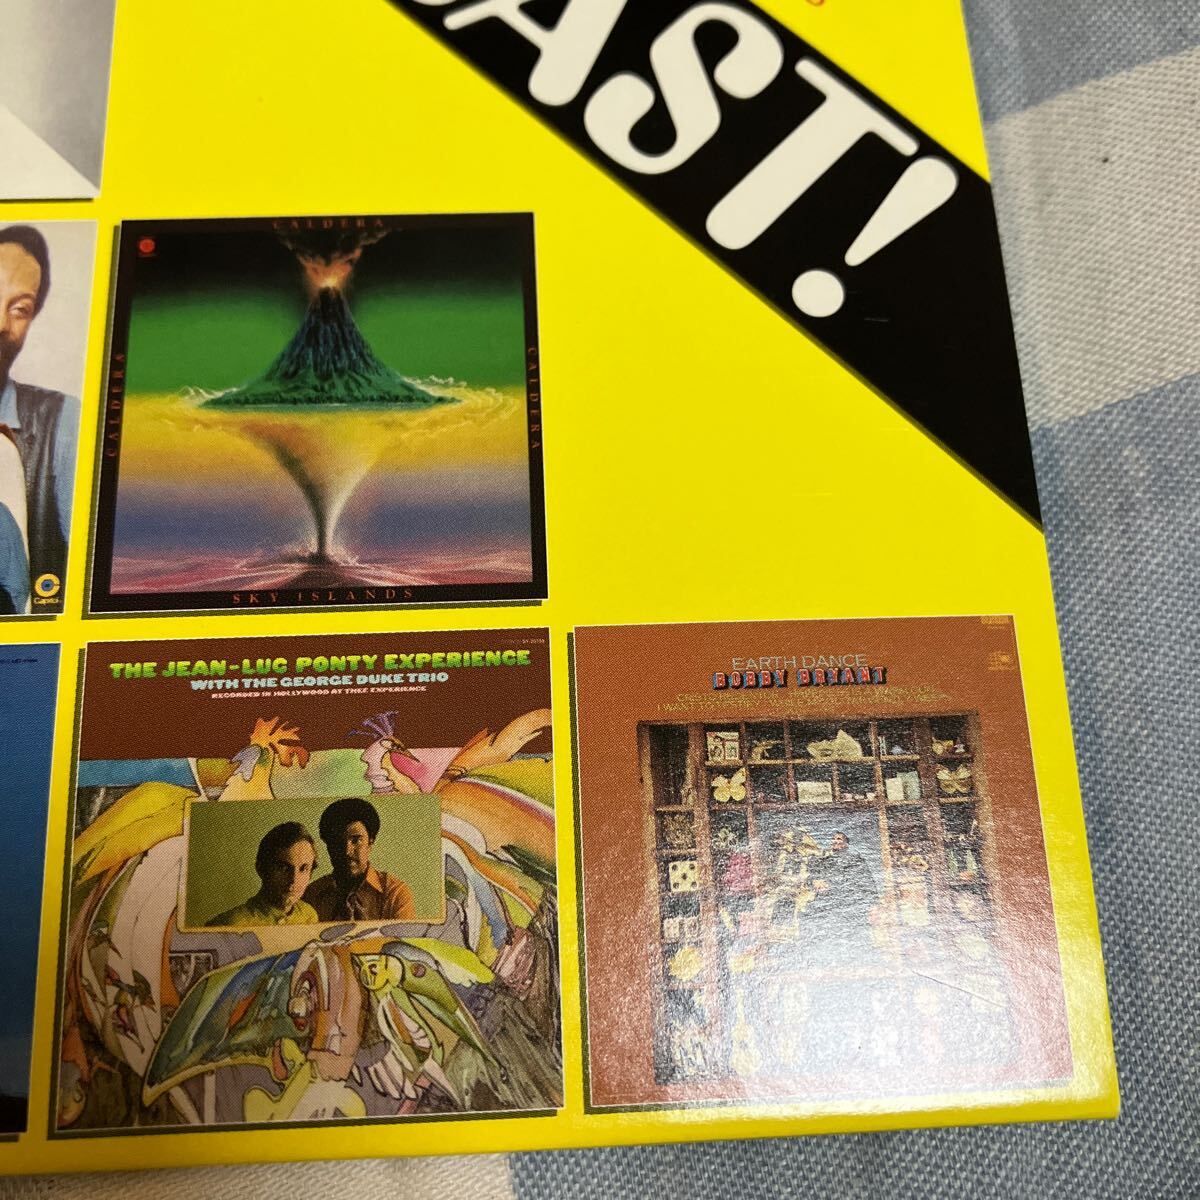 AST!
CALDERA
CALDERA
CALDERA
SKY ISLANDS
Capitol
THE JEAN-LUC PONTY EXPERIENCE
WITH THE GEORGE DUKE TRIO
RECORDED IN HOLLYWOOD AT THEE EXPERIENCE
EARTH DANCE
BOBBY BRYANT